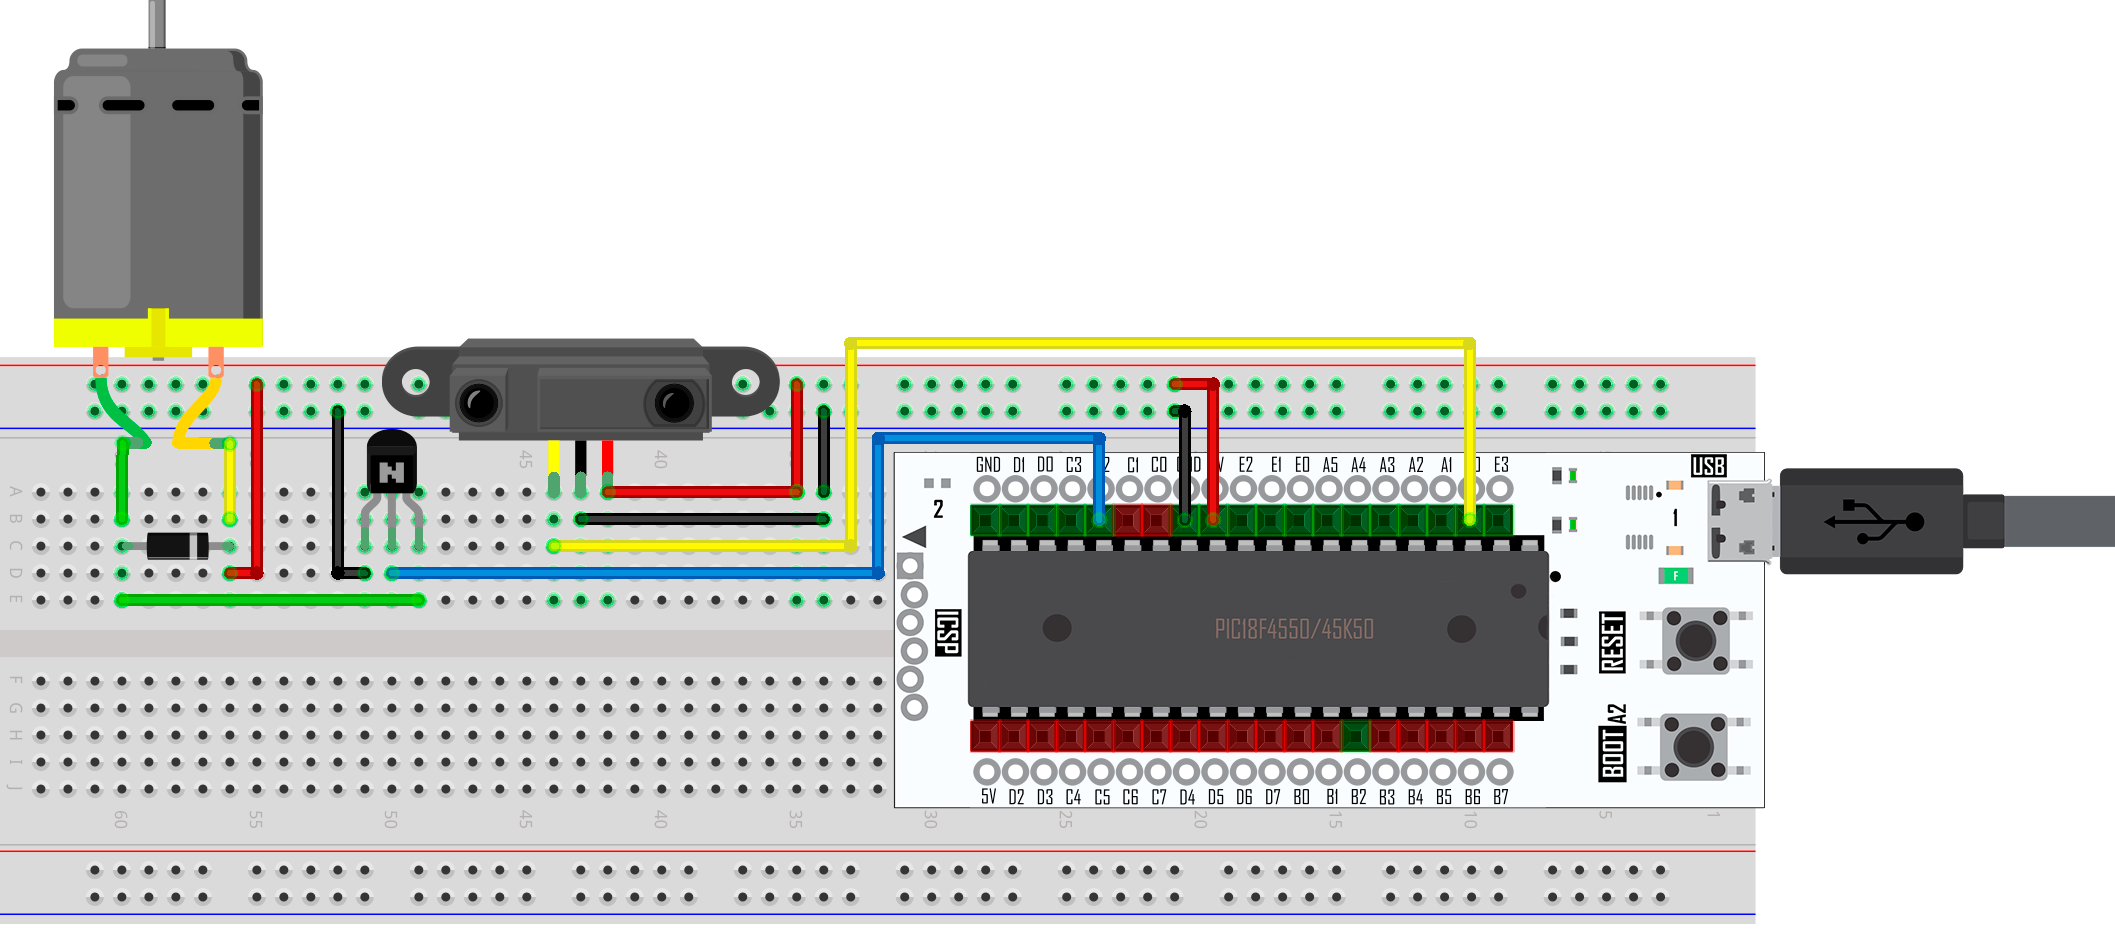 N
45
40
GND D1 D0 C3 2 C1 C0 ND V E2 E1 E0 A5 A4 A3 A2 A1 0 E3
USB
2
1
A
B
C
D
E
F
ICSP
PIC18F4550/45K50
RESET
F
G
H
I
J
BOOT A2
5V D2 D3 C4 C5 C6 C7 D4 D5 D6 D7 B0 B1 B2 B3 B4 B5 B6 B7
60 55 50 45 40 35 30 25 20 15 10 5 1